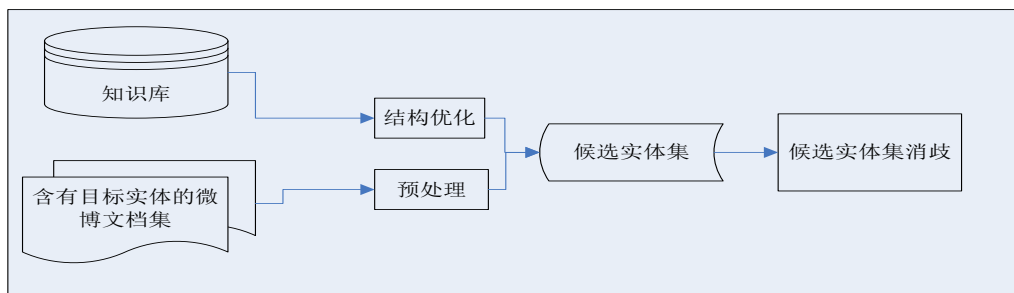 知识库
结构优化
候选实体集
候选实体集消歧
含有目标实体的微
博文档集
预处理